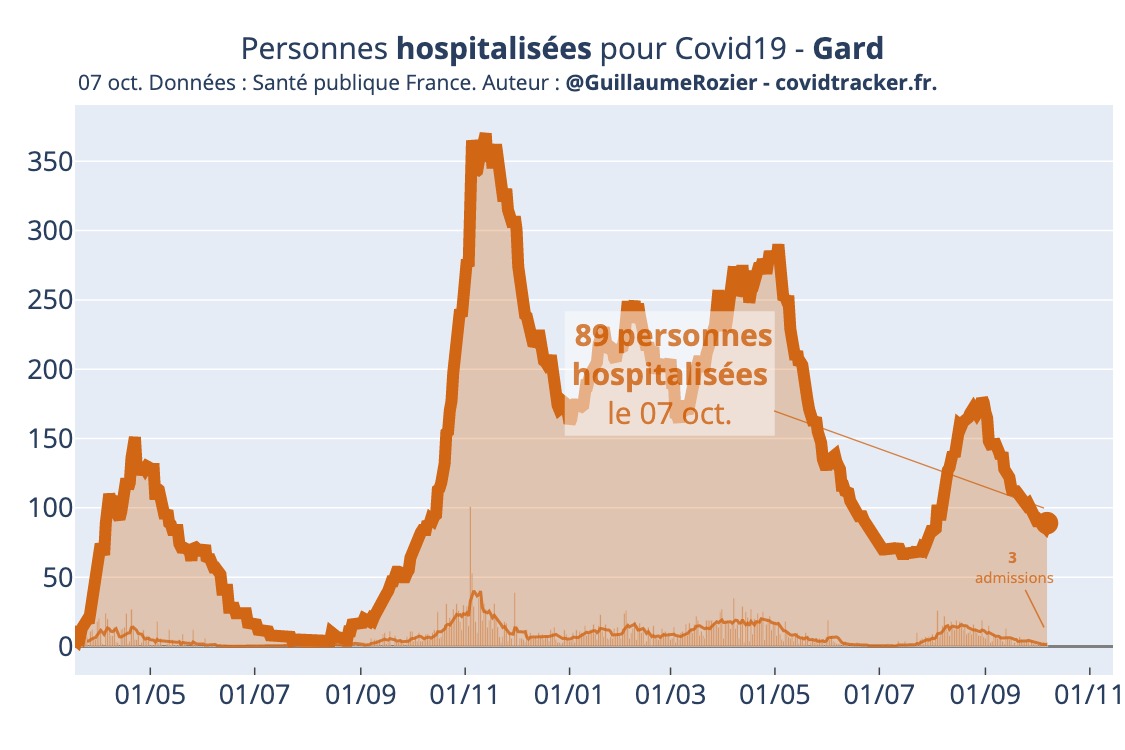 Personnes hospitalisées pour Covid19 - Gard
07 oct. Données : Santé publique France. Auteur : @GuillaumeRozier - covidtracker.fr.
350
300
250
200
150
100
50
0
89 personnes
hospitalisées
le 07 oct.
3
admissions
01/05 01/07 01/09 01/11 01/01 01/03 01/05 01/07 01/09 01/11